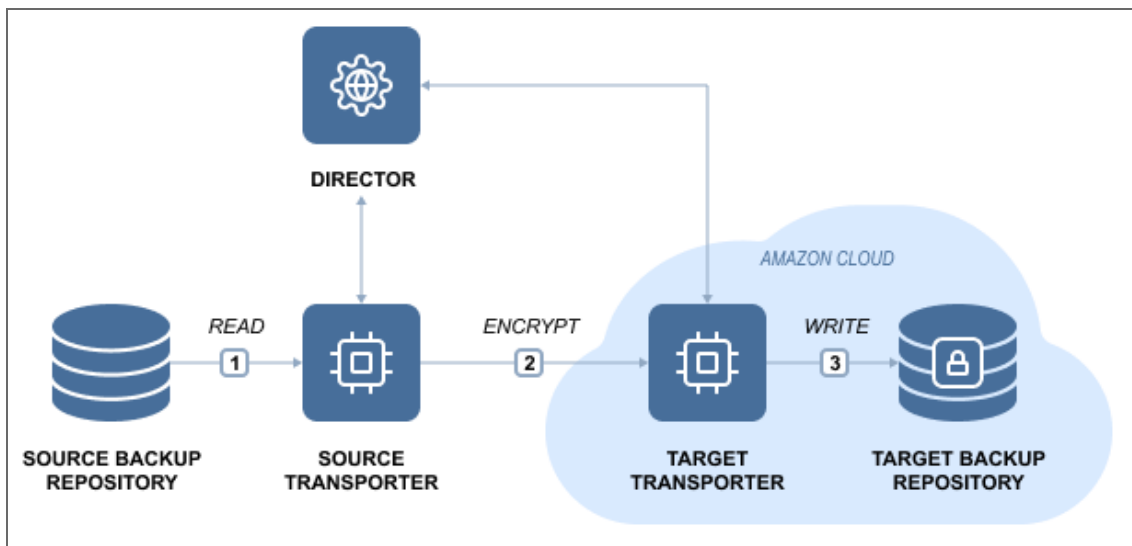 DIRECTOR
AMAZON CLOUD
READ
ENCRYPT
WRITE
1
2
3
SOURCE BACKUP
REPOSITORY
SOURCE
TRANSPORTER
TARGET
TRANSPORTER
TARGET BACKUP
REPOSITORY